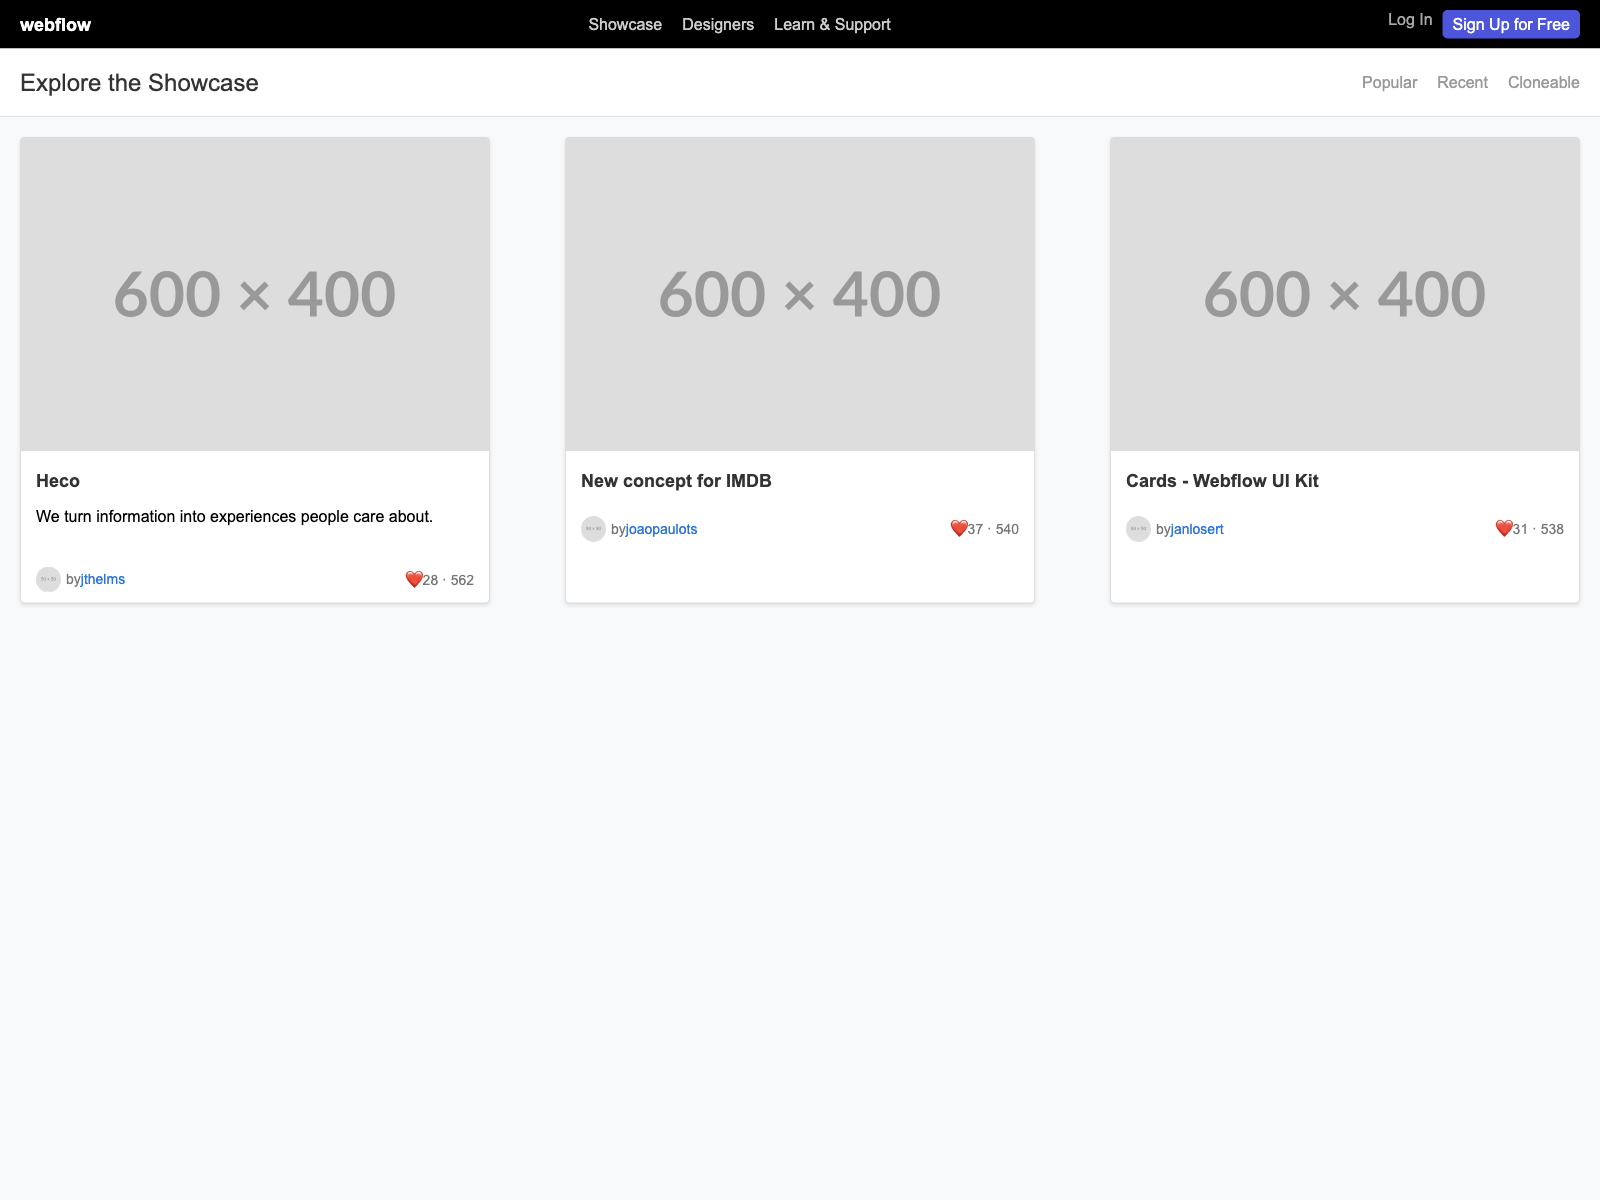 webflow
Showcase Designers Learn & Support
Log In Sign Up for Free
Explore the Showcase
Popular Recent Cloneable
600 × 400
Heco
We turn information into experiences people care about.
byjthelms
❤️28 · 562
600 × 400
New concept for IMDB
byjoaopaulots
❤️37 · 540
600 × 400
Cards - Webflow UI Kit
byjanlosert
❤️31 · 538